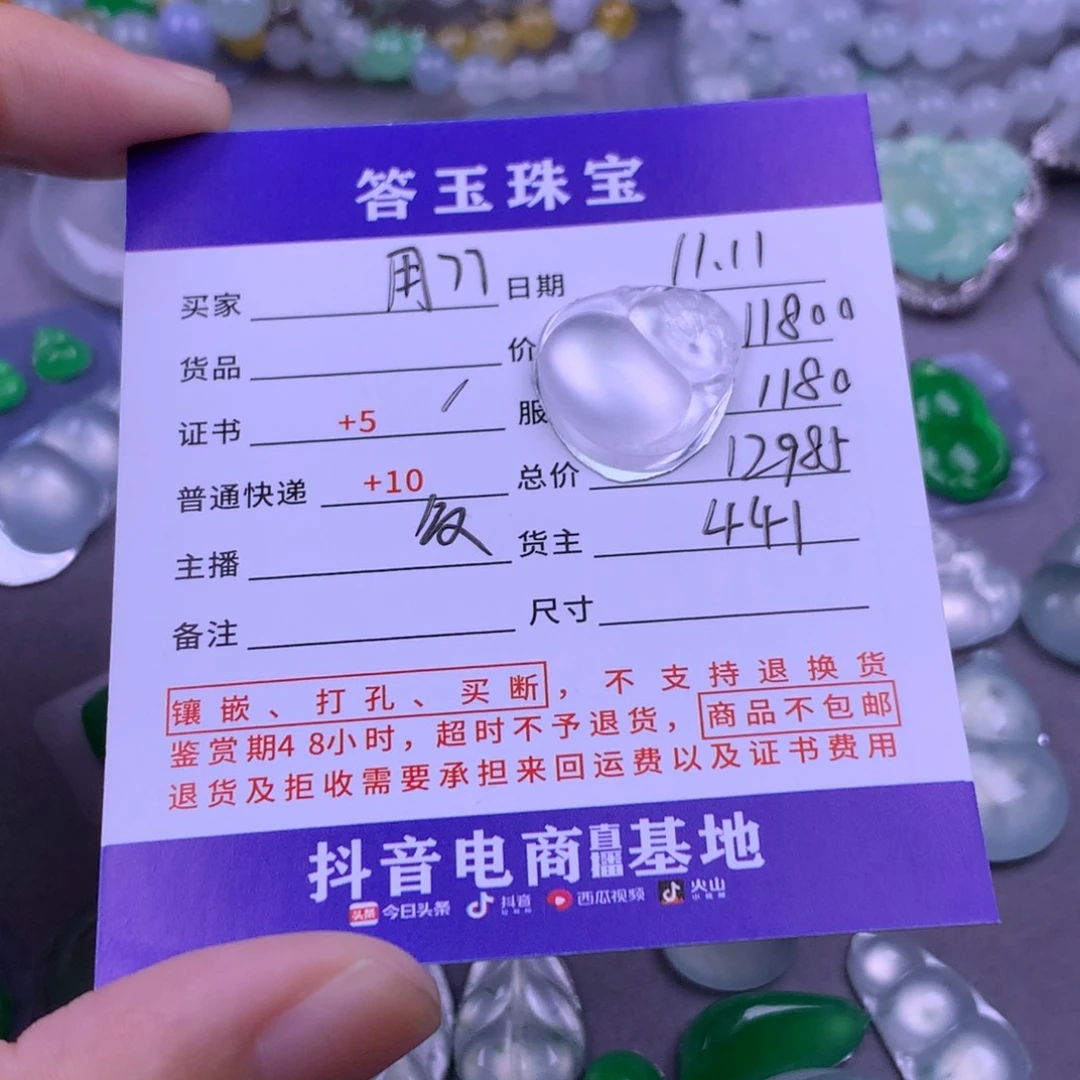 答玉珠宝
买家 用77 日期 11.11
货品 价 11800
证书 +5 / 服 1180
普通快递 +10 总价 12985
主播 货主 441
备注 尺寸
镶嵌、打孔、买断，不支持退换货
鉴赏期48小时，超时不予退货，商品不包邮
退货及拒收需要承担来回运费以及证书费用
抖音电商直播基地
头条 今日头条 抖音 西瓜视频 火山